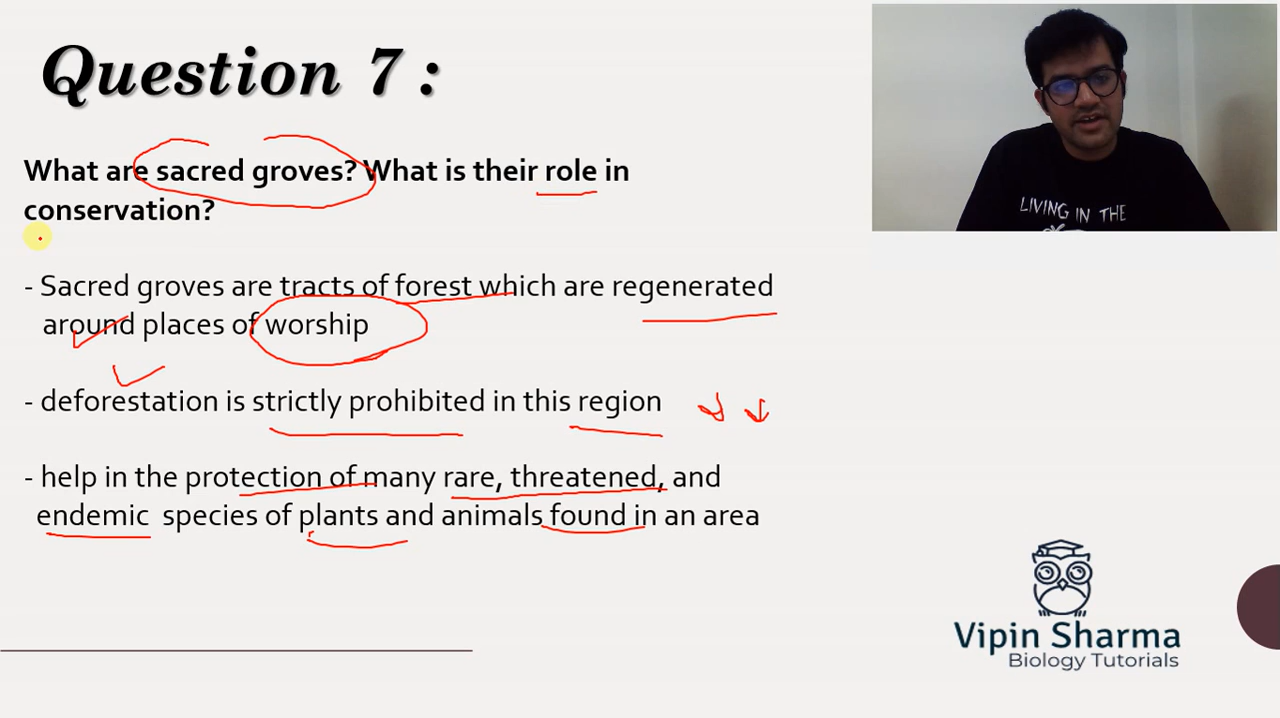 Question 7 :
What are sacred groves? What is their role in
conservation?
- Sacred groves are tracts of forest which are regenerated
around places of worship
- deforestation is strictly prohibited in this region
- help in the protection of many rare, threatened, and
endemic species of plants and animals found in an area
LIVING IN THE
Vipin Sharma
Biology Tutorials